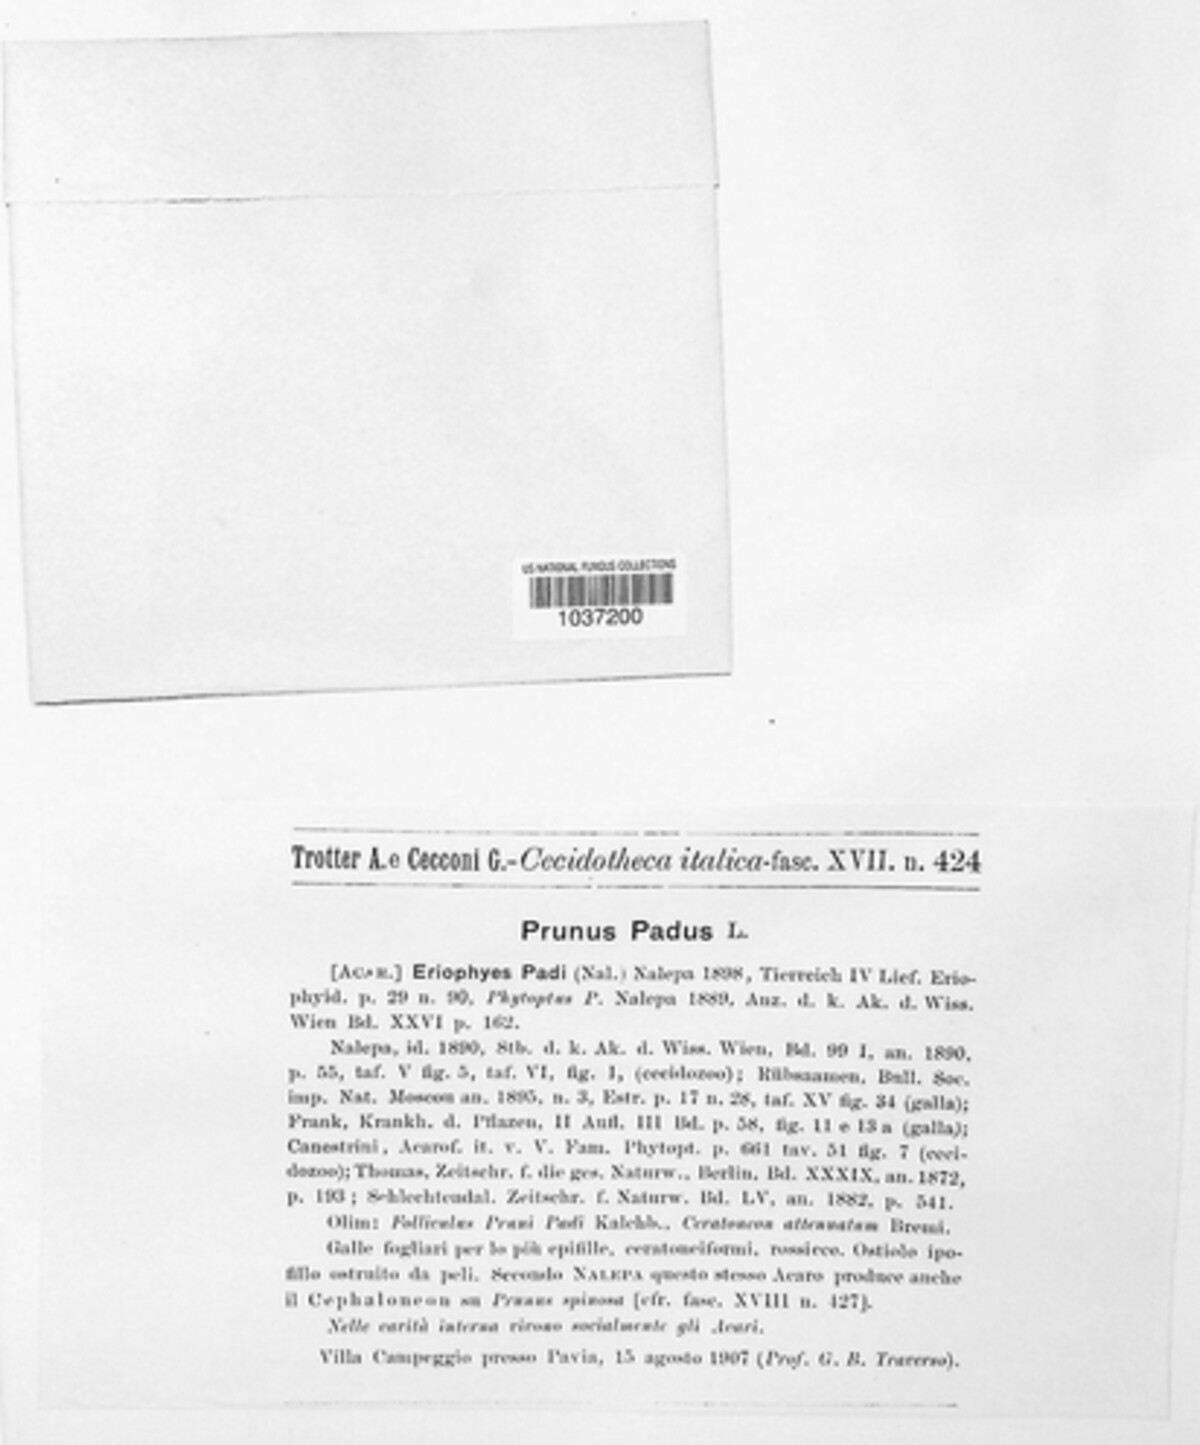 US NATIONAL FUNGUS COLLECTIONS
1037200
Trotter A. e Cecconi G.-Cecidotheca italica-fasc. XVII. n. 424
Prunus Padus L.
[ACAR.] Eriophyes Padi (Nal.) Nalepa 1898, Tierreich IV Lief. Erio-
phyid. p. 29 n. 90, Phytoptus P. Nalepa 1889, Anz. d. k. Ak. d. Wiss.
Wien Bd. XXVI p. 162.
Nalepa, id. 1890, Stb. d. k. Ak. d. Wiss. Wien, Bd. 99 I, an. 1890,
p. 55, taf. V fig. 5, taf. VI, fig. 1, (cecidozoo); Rübsaamen, Bull. Soc.
imp. Nat. Moscou an. 1895, n. 3, Estr. p. 17 n. 28, taf. XV fig. 34 (galla);
Frank, Krankh. d. Pflazen, II Aufl. III Bd. p. 58, fig. 11 e 13 a (galla);
Canestrini, Acarof. it. v. V. Fam. Phytopt. p. 661 tav. 51 fig. 7 (ceci-
dozoo); Thomas, Zeitschr. f. die ges. Naturw., Berlin, Bd. XXXIX, an. 1872,
p. 193; Schlechtendal. Zeitschr. f. Naturw. Bd. LV, an. 1882, p. 541.
Olim: Folliculus Pruni Padi Kalchb., Ceratoneon attenuatum Bremi.
Galle fogliari per lo più epifille, ceratoneiformi, rossicce. Ostiolo ipo-
fillo ostruito da peli. Secondo NALEPA questo stesso Acaro produce anche
il Cephaloneon su Prunus spinosa [cfr. fasc. XVIII n. 427].
Nelle cavità interna vivono socialmente gli Acari.
Villa Campeggio presso Pavia, 15 agosto 1907 (Prof. G. B. Traverso).